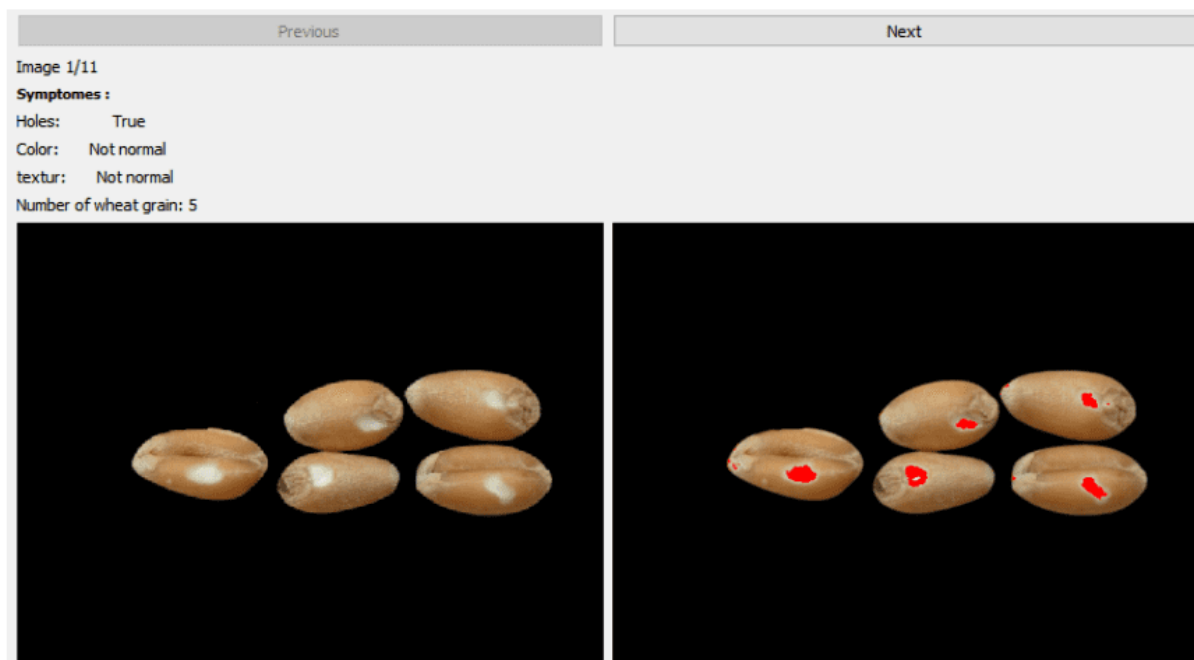 Previous
Next
Image 1/11
Symptomes :
Holes: True
Color: Not normal
textur: Not normal
Number of wheat grain: 5